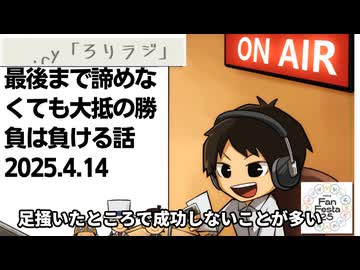 .ry「ろりラジ」
ON AIR
最後まで諦めな
くても大抵の勝
負は負ける話
2025.4.14
Fan
Festa
足掻いたところで成功しないことが多い